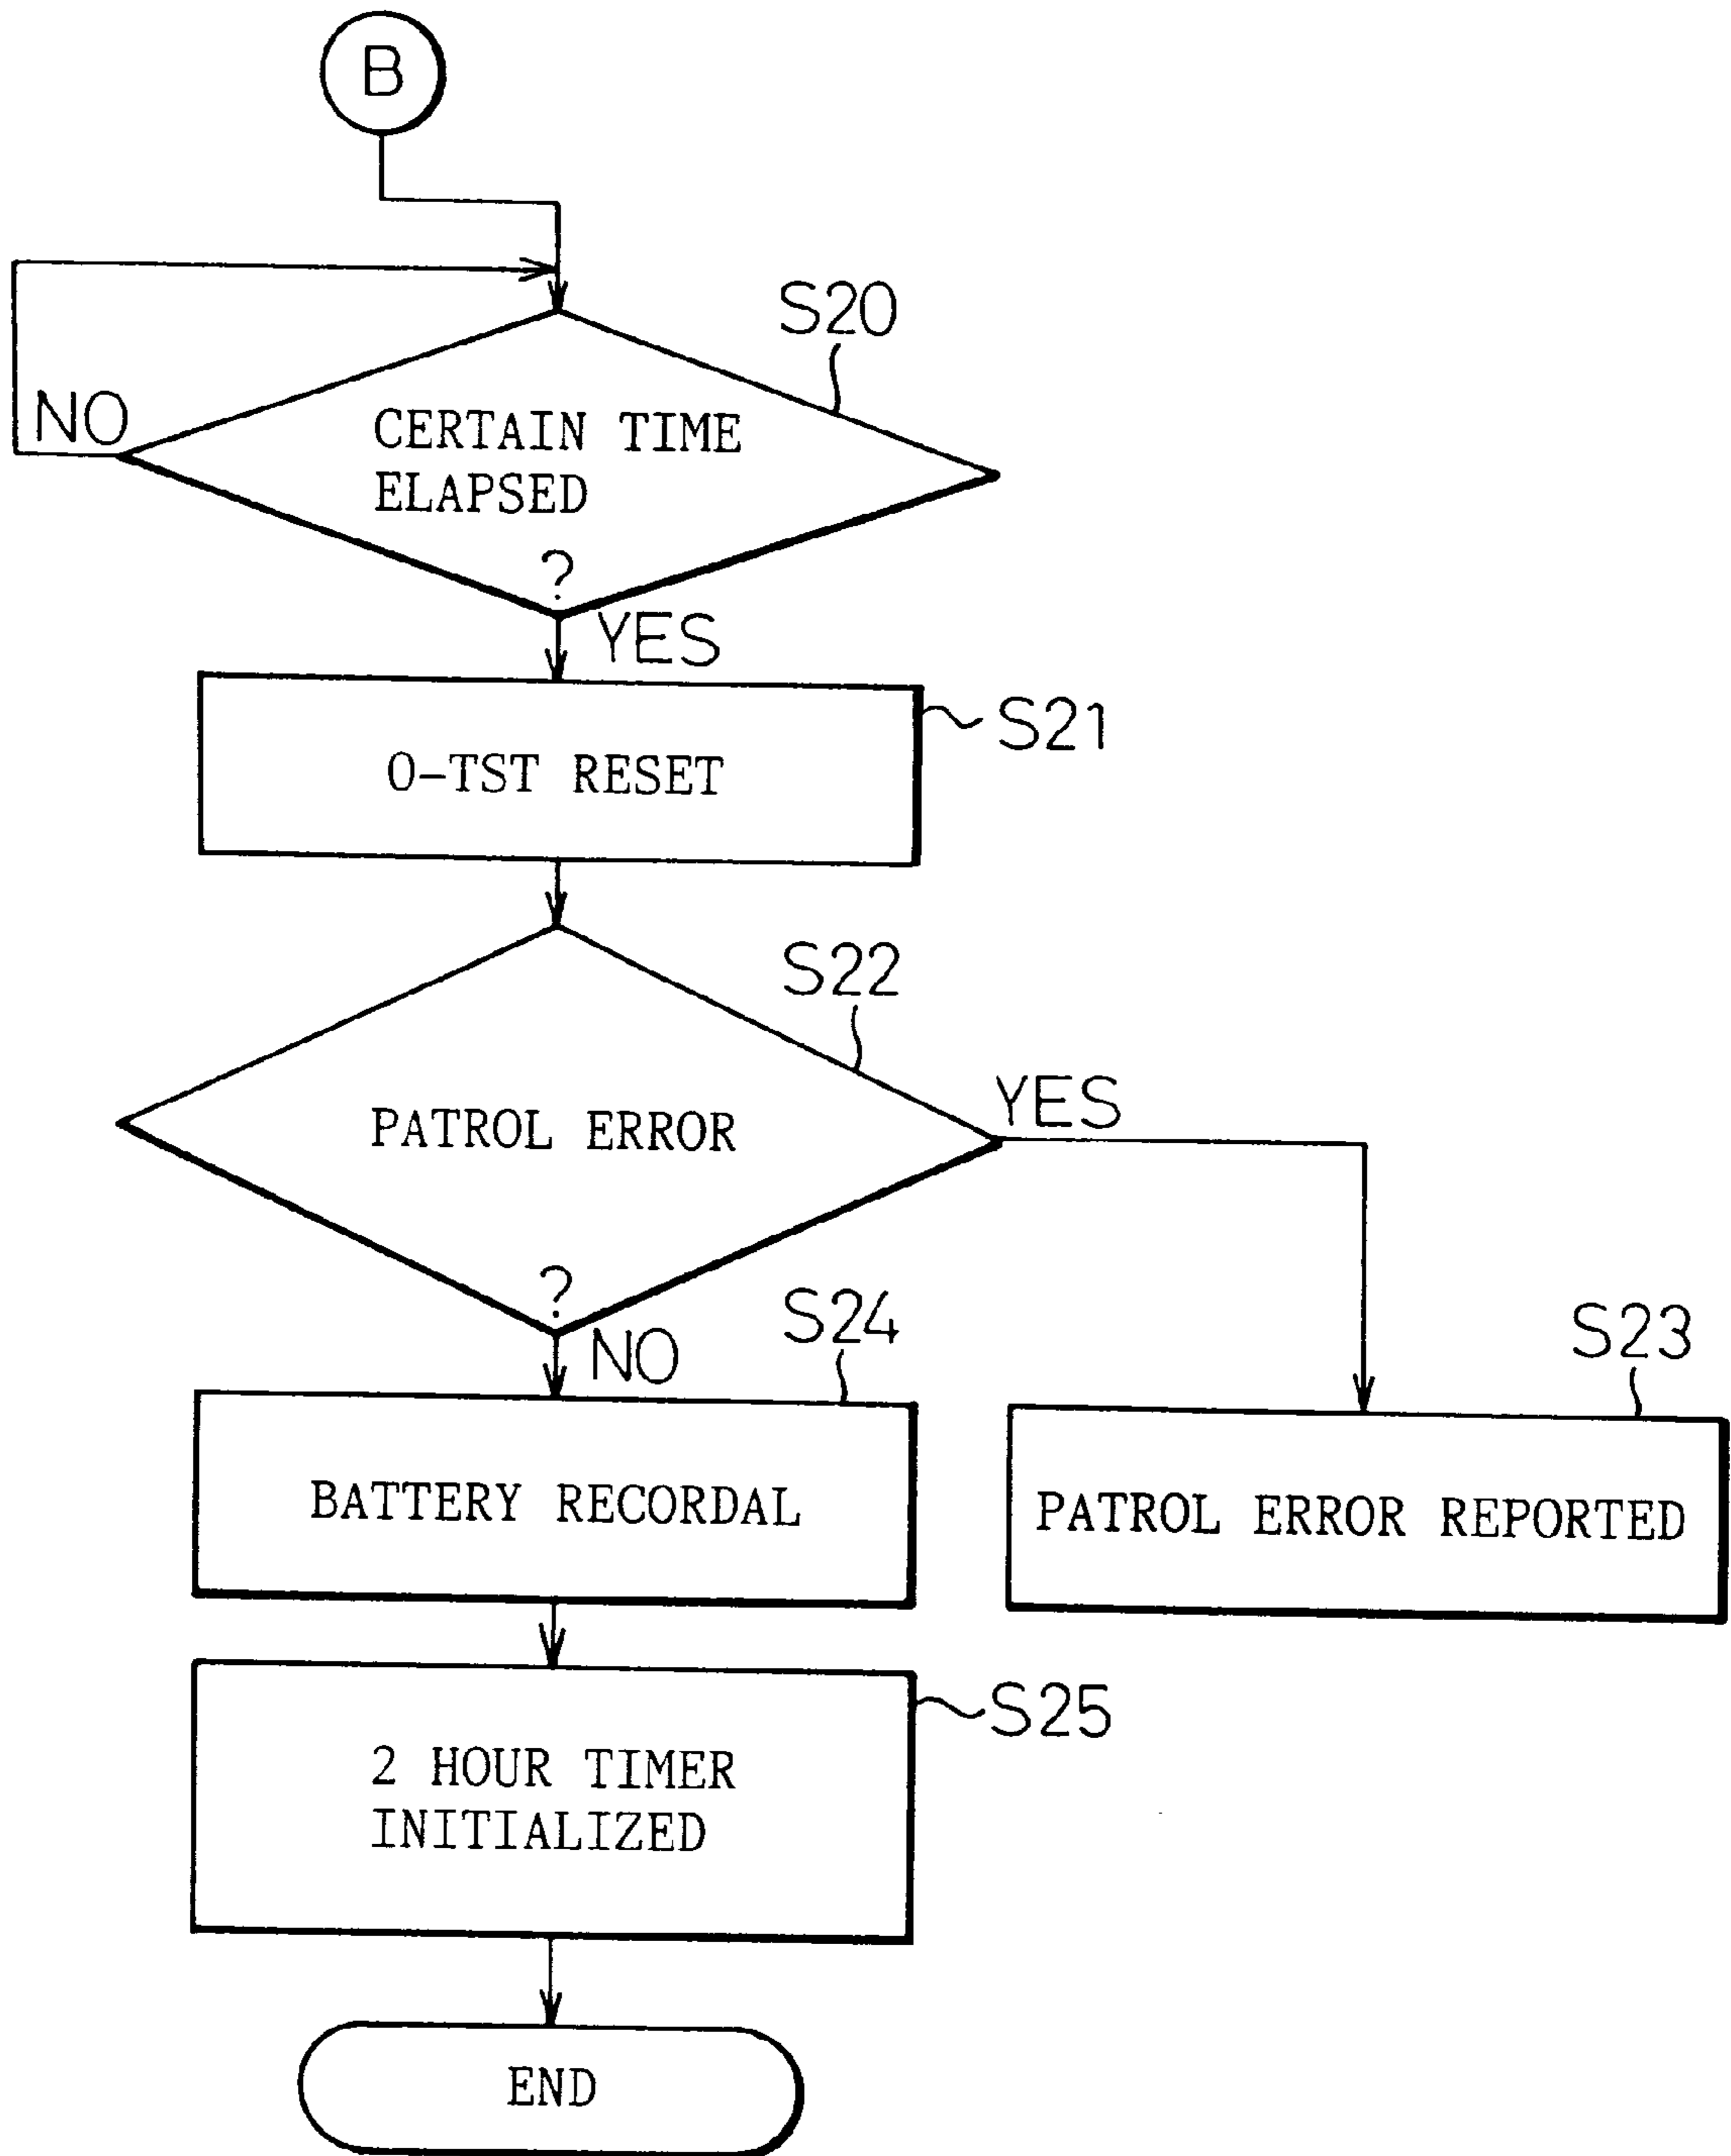 B
S20
NO
CERTAIN TIME
ELAPSED
?
YES
S21
O-TST RESET
S22
YES
PATROL ERROR
?
NO
S24
S23
BATTERY RECORDAL
PATROL ERROR REPORTED
S25
2 HOUR TIMER
INITIALIZED
END